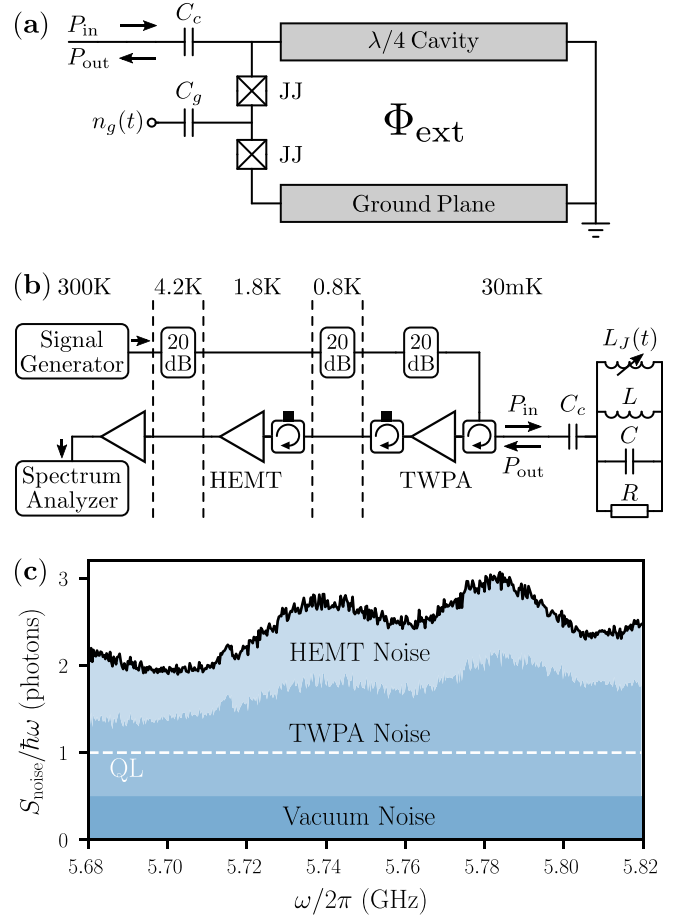 (a)
P_in
C_c
λ/4 Cavity
P_out
JJ
C_g
n_g(t)
Φ_ext
JJ
Ground Plane
(b)
300K 4.2K 1.8K 0.8K 30mK
Signal
Generator
20
dB
20
dB
20
dB
L_J(t)
P_in
C_c
L
C
P_out
R
HEMT
TWPA
Spectrum
Analyzer
(c)
S_noise/ℏω (photons)
3
2
1
0
HEMT Noise
TWPA Noise
QL
Vacuum Noise
5.68 5.70 5.72 5.74 5.76 5.78 5.80 5.82
ω/2π (GHz)